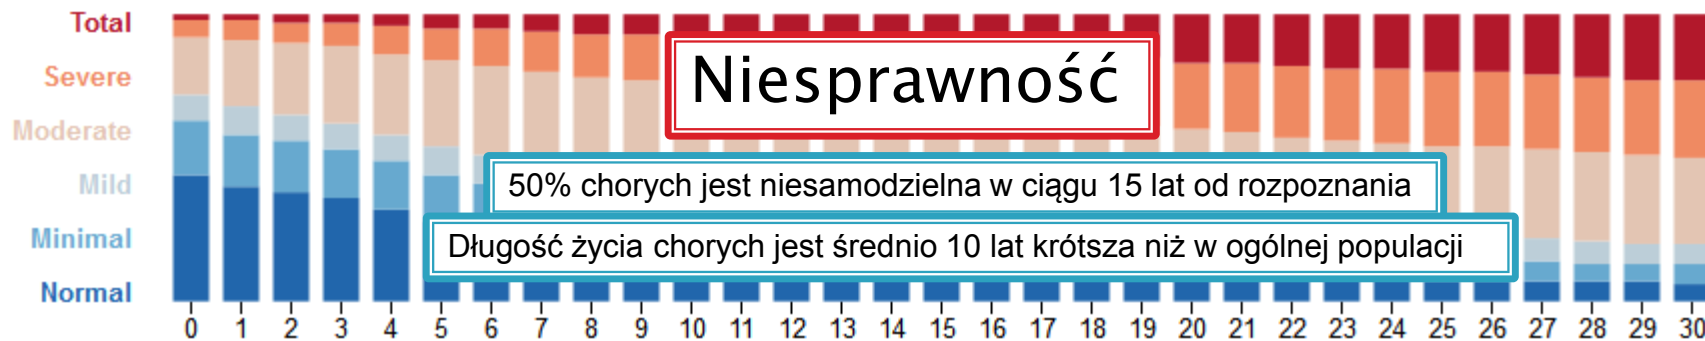 Total
Severe
Moderate
Mild
Minimal
Normal
Niesprawność
50% chorych jest niesamodzielna w ciągu 15 lat od rozpoznania
Długość życia chorych jest średnio 10 lat krótsza niż w ogólnej populacji
0 1 2 3 4 5 6 7 8 9 10 11 12 13 14 15 16 17 18 19 20 21 22 23 24 25 26 27 28 29 30